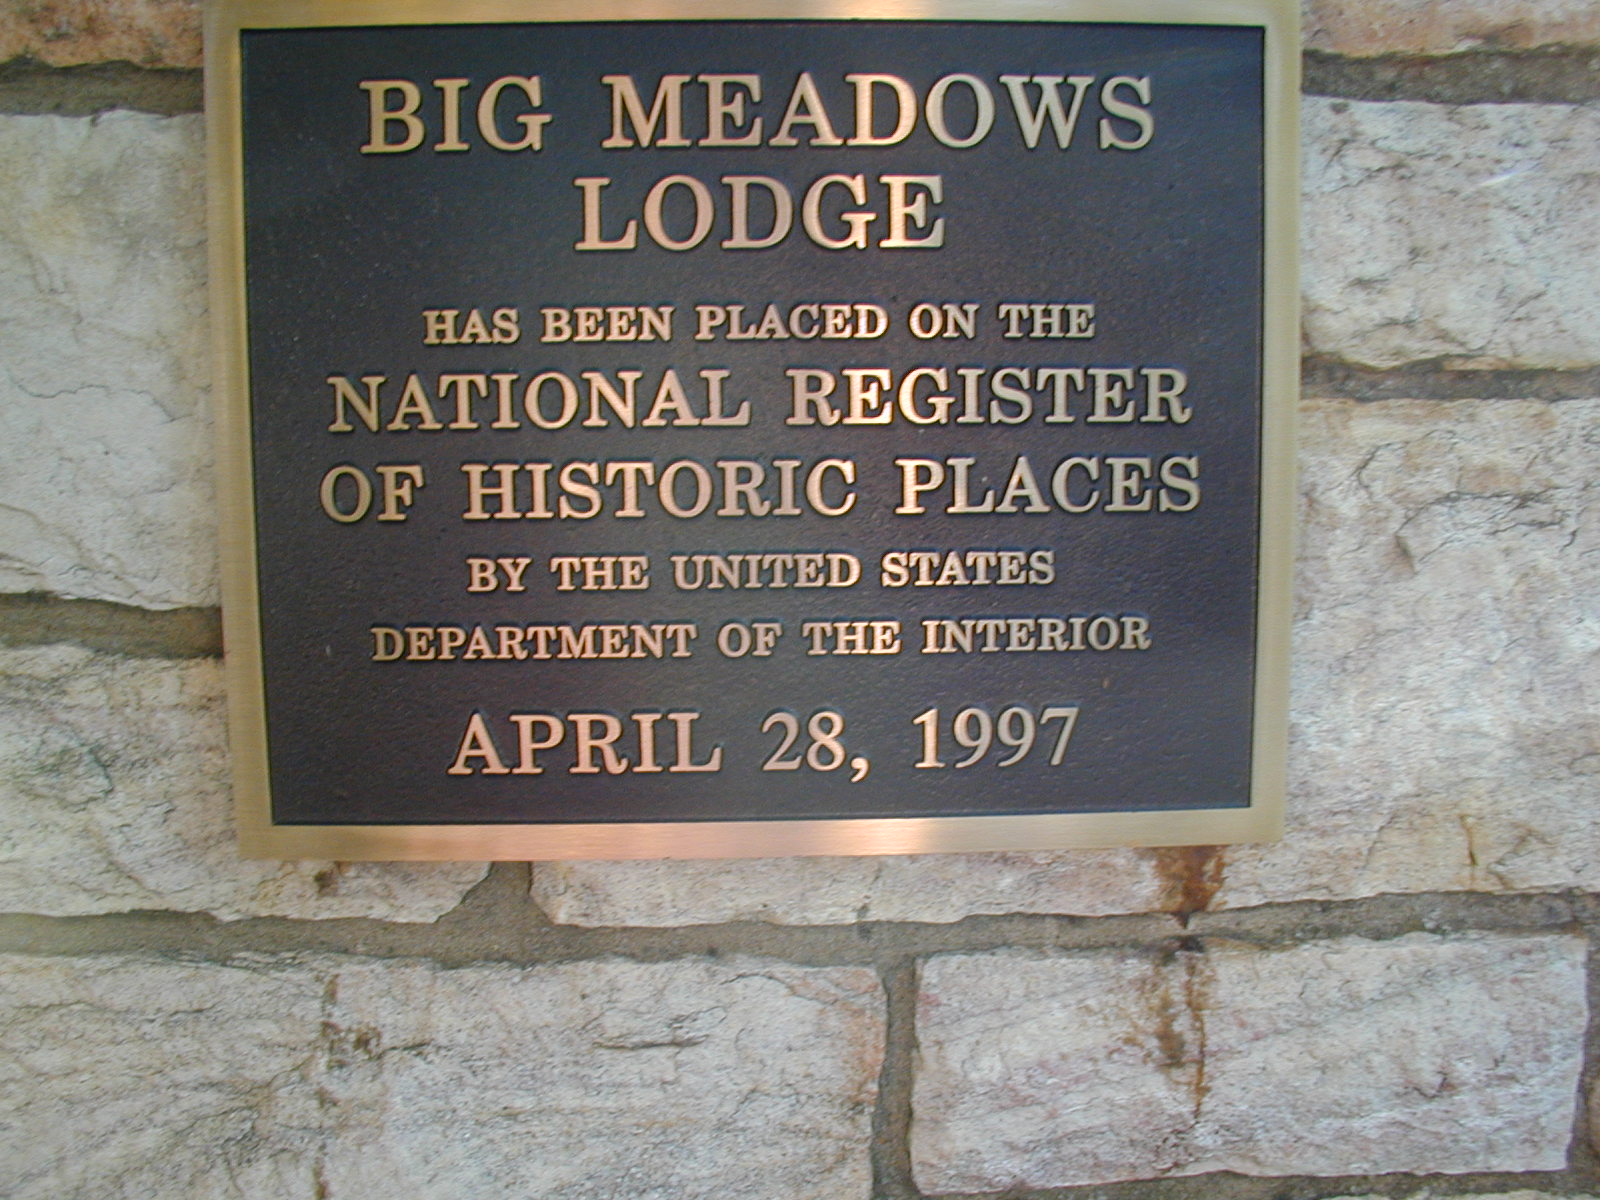 BIG MEADOWS
LODGE
HAS BEEN PLACED ON THE
NATIONAL REGISTER
OF HISTORIC PLACES
BY THE UNITED STATES
DEPARTMENT OF THE INTERIOR
APRIL 28, 1997